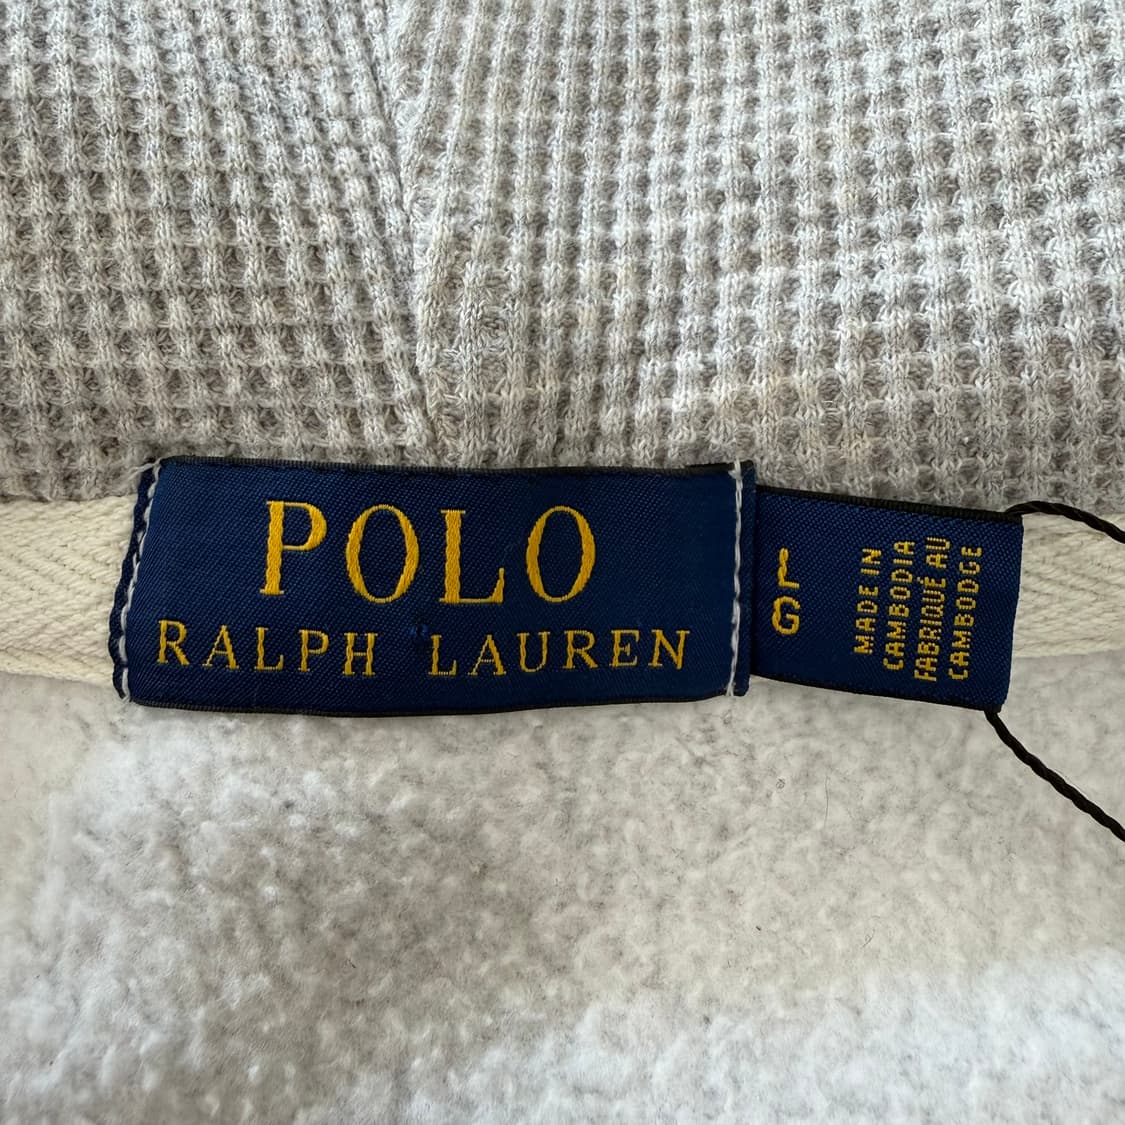 POLO
RALPH LAUREN
L
G
MADE IN
CAMBODIA
FABRIQUÉ AU
CAMBODGE